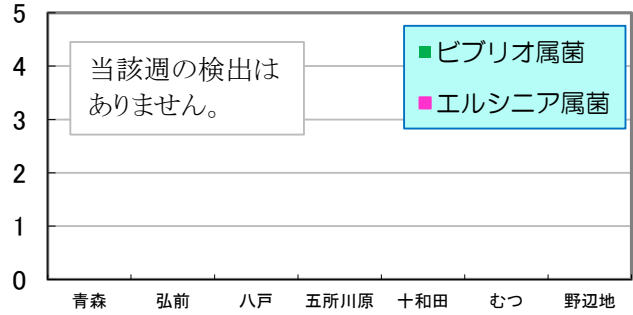 5
4
3
2
1
0
当該週の検出は
ありません。
■ビブリオ属菌
■エルシニア属菌
青森 弘前 八戸 五所川原 十和田 むつ 野辺地